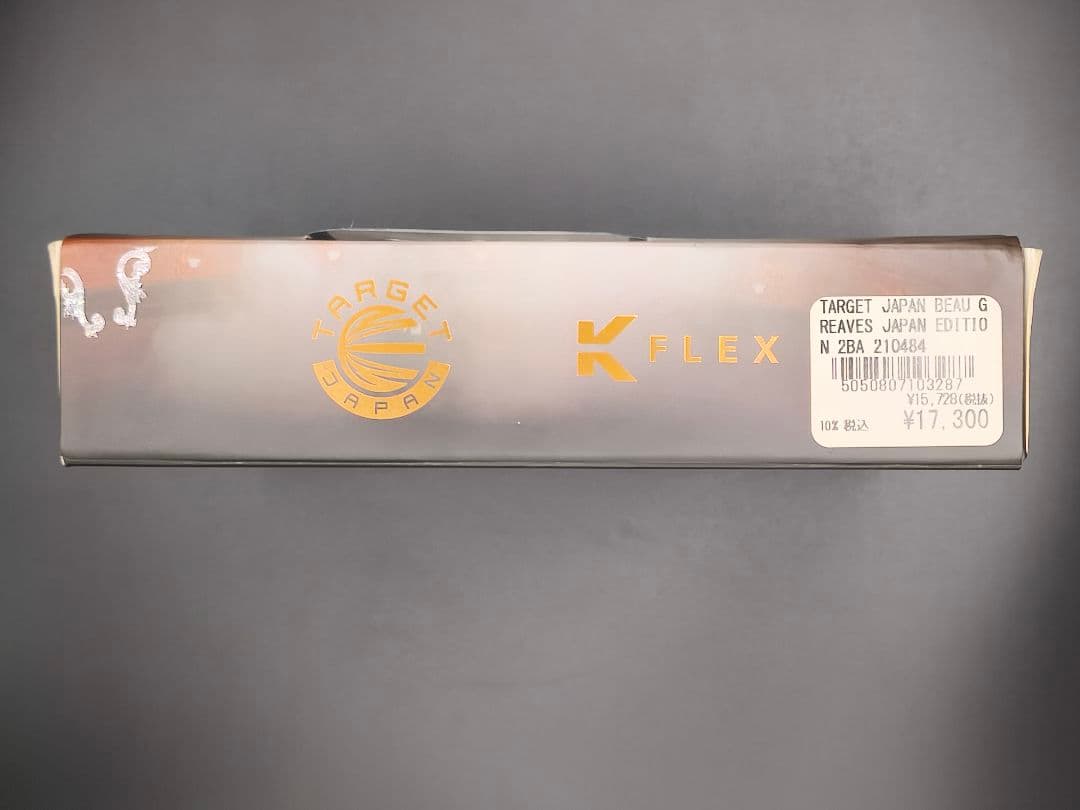 TARGET
JAPAN
K FLEX
TARGET JAPAN BEAU G
REAVES JAPAN EDITIO
N 2BA 210484
5050807103287
¥15,728(税抜)
10% 税込 ¥17,300